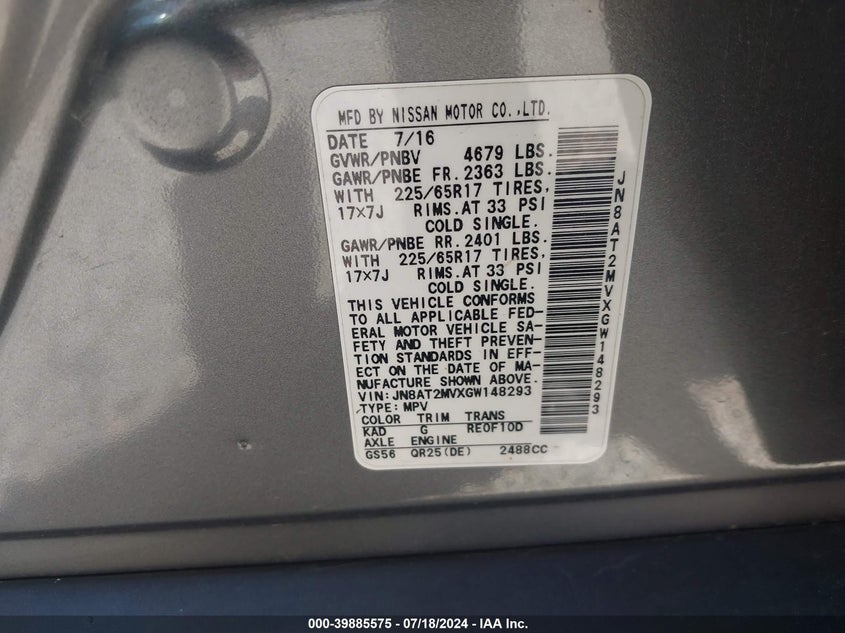 MFD BY NISSAN MOTOR CO.,LTD.
DATE 7/16
GVWR/PNBV 4679 LBS.
GAWR/PNBE FR. 2363 LBS.
WITH 225/65R17 TIRES,
17×7J RIMS.AT 33 PSI
COLD SINGLE.
GAWR/PNBE RR. 2401 LBS.
WITH 225/65R17 TIRES,
17×7J RIMS.AT 33 PSI
COLD SINGLE.
THIS VEHICLE CONFORMS
TO ALL APPLICABLE FED-
ERAL MOTOR VEHICLE SA-
FETY AND THEFT PREVEN-
TION STANDARDS IN EFF-
ECT ON THE DATE OF MA-
NUFACTURE SHOWN ABOVE.
VIN:JN8AT2MVXGW148293
TYPE:MPV
COLOR TRIM TRANS
KAD G RE0F10D
AXLE ENGINE
GS56 QR25(DE) 2488CC
JN8AT2MVXGW148293
000-39885575 - 07/18/2024 - IAA Inc.